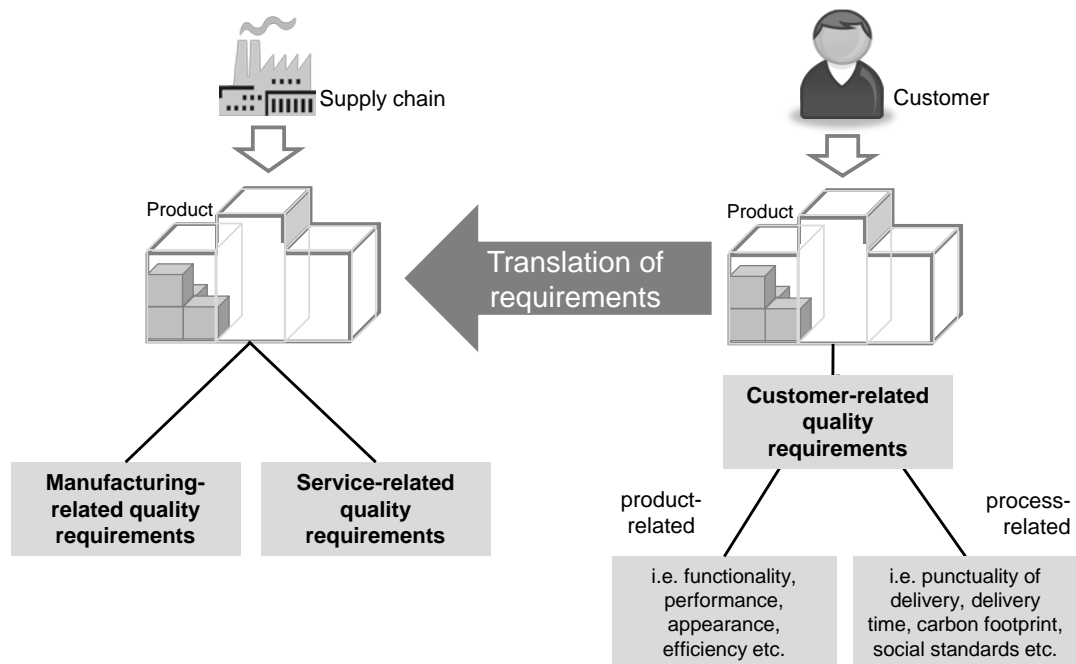 Supply chain
Customer
Product
Product
Translation of
requirements
Customer-related
quality
requirements
Manufacturing-
related quality
requirements
Service-related
quality
requirements
product-
related
process-
related
i.e. functionality,
performance,
appearance,
efficiency etc.
i.e. punctuality of
delivery, delivery
time, carbon footprint,
social standards etc.